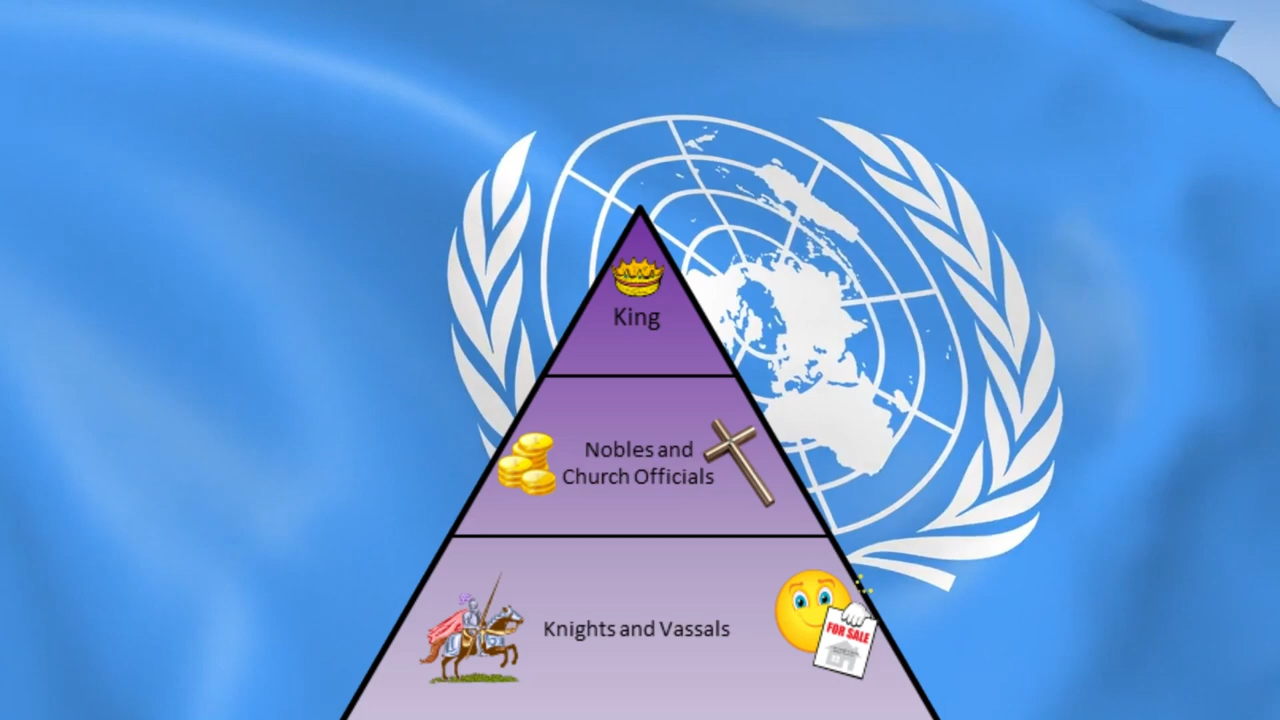 King
Nobles and
Church Officials
Knights and Vassals
FOR SALE